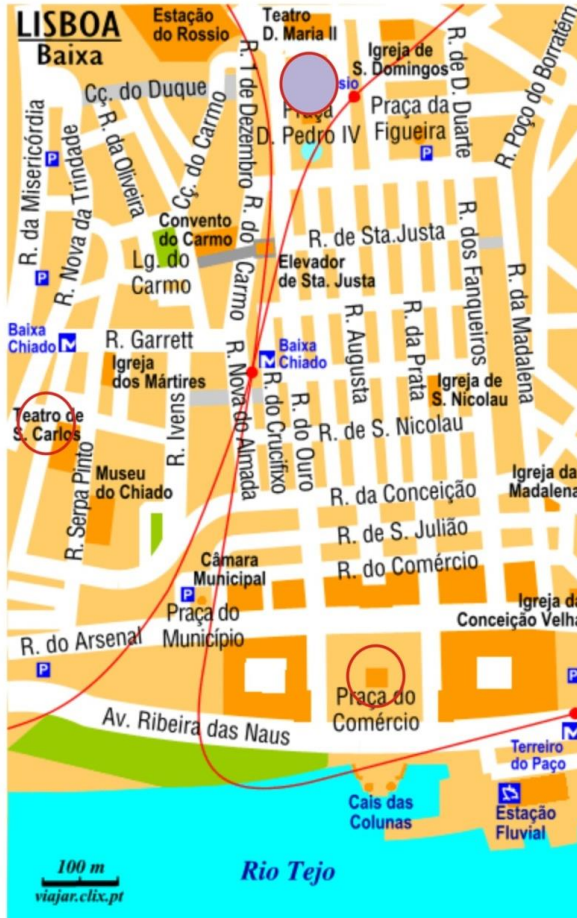 LISBOA
Baixa
Estação
do Rossio
Teatro
D. Maria II
Igreja de
S. Domingos
R. de D. Duarte
R. Poço do Borratém
Cç. do Duque
R. 1 de Dezembro
sio
Praça
D. Pedro IV
Praça da
Figueira
P
R. da Misericórdia
P
R. Nova da Trindade
R. da Oliveira
Cç. do Carmo
P
Convento
do Carmo
Lg. do
Carmo
R. do Carmo
R. de Sta.Justa
Elevador
de Sta. Justa
R. dos Fanqueiros
R. da Madalena
Baixa
Chiado
M
R. Garrett
Igreja
dos Mártires
M
Baixa
Chiado
R. Augusta
R. da Prata
Igreja de
S. Nicolau
Teatro de
S. Carlos
R. Serpa Pinto
R. Ivens
R. Nova do Almada
R. do Crucifixo
R. do Ouro
R. de S. Nicolau
Museu
do Chiado
R. da Conceição
Igreja da
Madalena
R. de S. Julião
R. do Comércio
Câmara
Municipal
P
Praça do
Município
Igreja da
Conceição Velha
R. do Arsenal
P
Praça do
Comércio
P
Av. Ribeira das Naus
M
Terreiro
do Paço
Cais das
Colunas
Estação
Fluvial
100 m
viajar.clix.pt
Rio Tejo